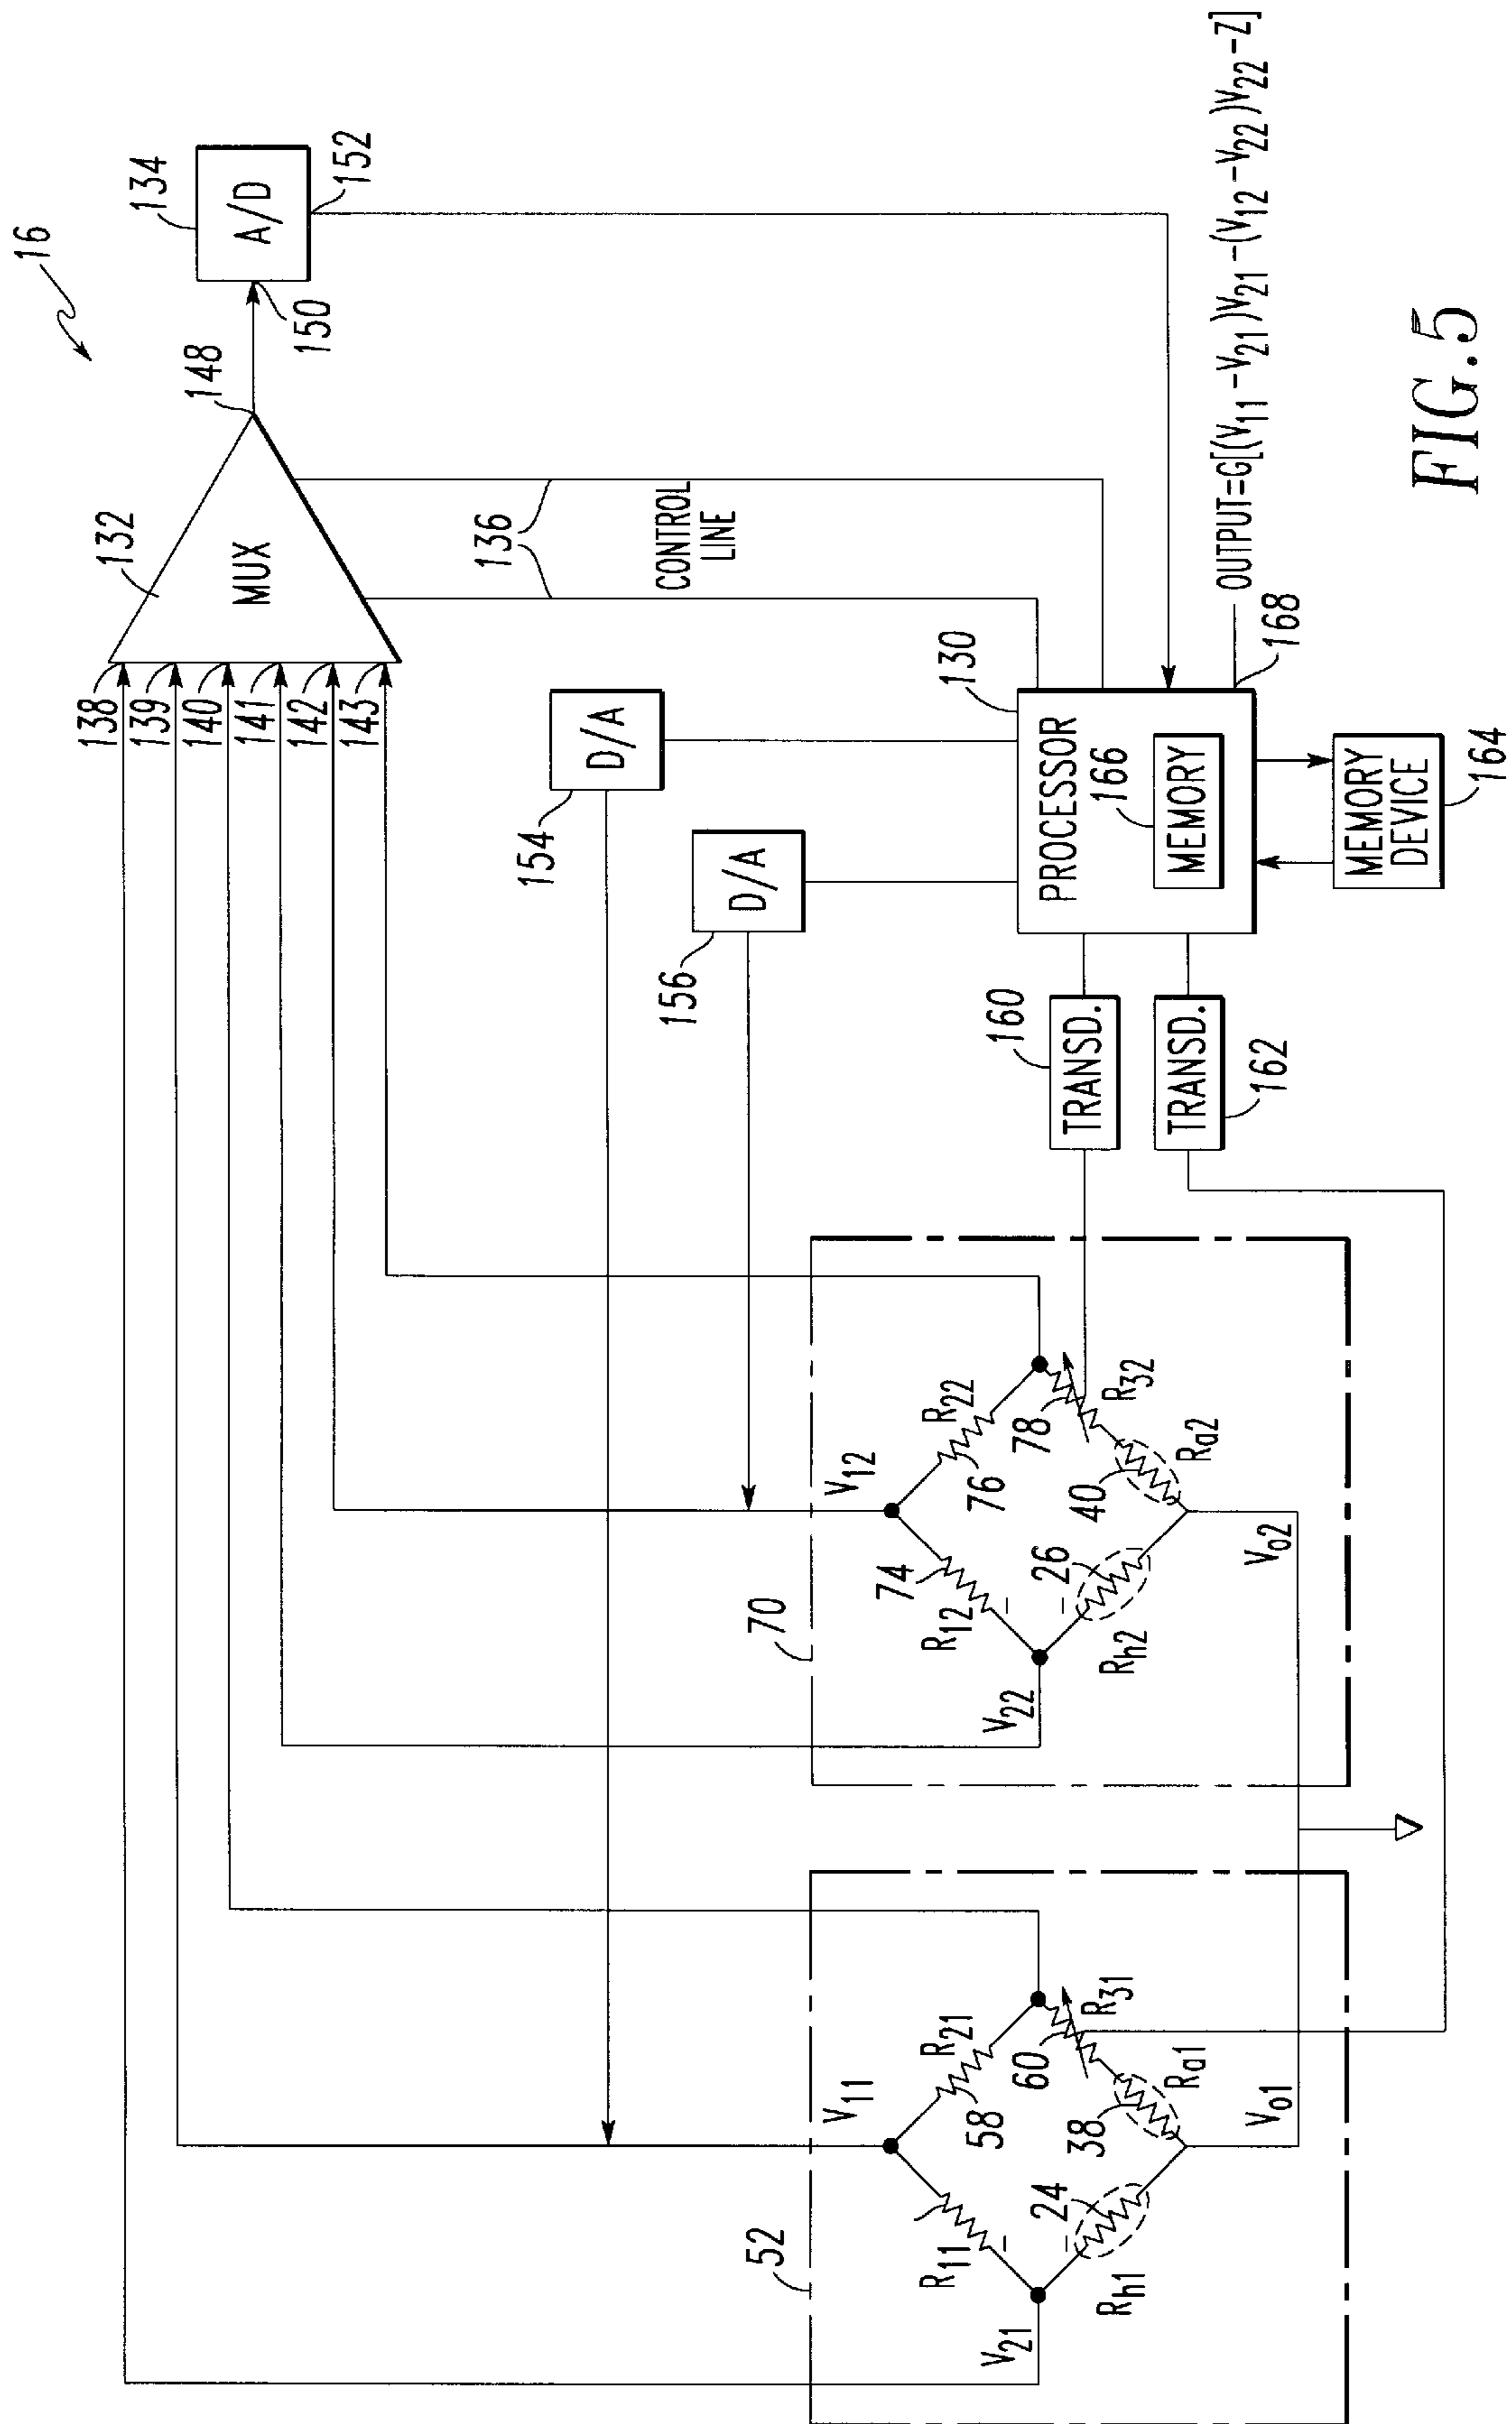 16
134
A/D
152
150
148
132
MUX
136
CONTROL
LINE
138
139
140
141
142
143
D/A
154
D/A
156
130
PROCESSOR
166
MEMORY
168
OUTPUT=G[(V11-V21)V21-(V12-V22)V22-Z]
MEMORY
DEVICE
164
160
TRANSD.
TRANSD.
162
70
V12
R22
76
74
R12
78
R32
V22
26
40
Ra2
Rh2
Vo2
52
V11
R21
58
R11
60
R31
V21
24
38
Ra1
Rh1
Vo1
FIG.5